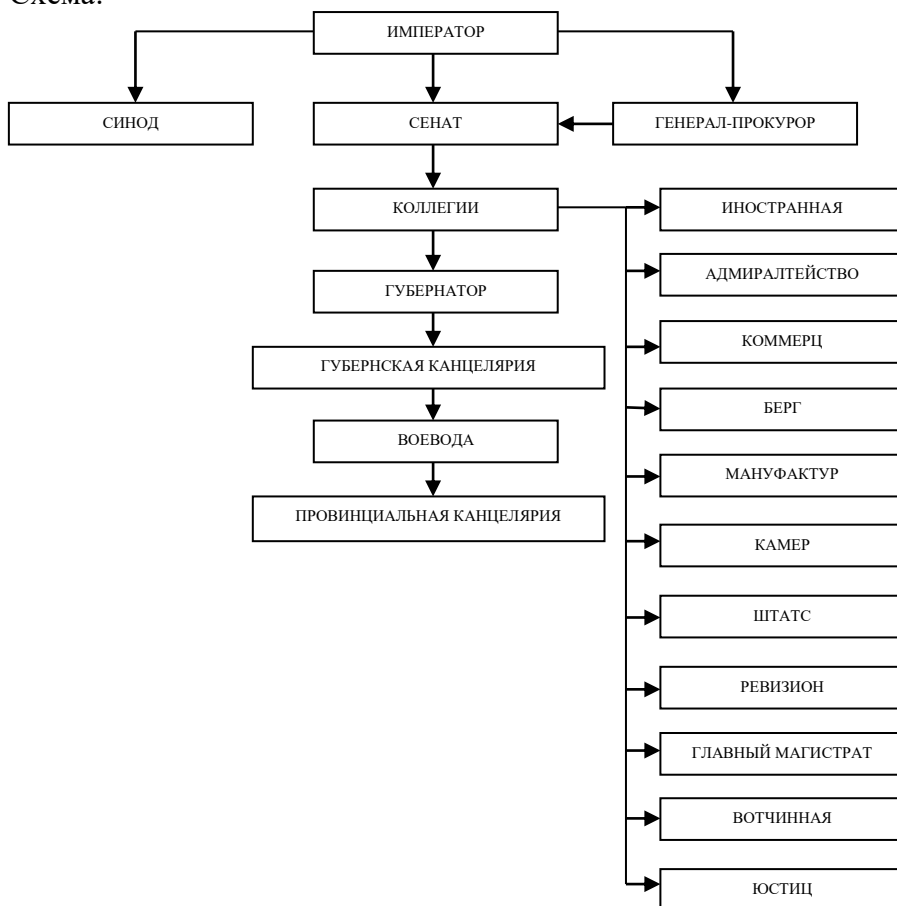 Схема:
ИМПЕРАТОР
СИНОД
СЕНАТ
ГЕНЕРАЛ-ПРОКУРОР
КОЛЛЕГИИ
ИНОСТРАННАЯ
АДМИРАЛТЕЙСТВО
ГУБЕРНАТОР
КОММЕРЦ
ГУБЕРНСКАЯ КАНЦЕЛЯРИЯ
БЕРГ
ВОЕВОДА
МАНУФАКТУР
ПРОВИНЦИАЛЬНАЯ КАНЦЕЛЯРИЯ
КАМЕР
ШТАТС
РЕВИЗИОН
ГЛАВНЫЙ МАГИСТРАТ
ВОТЧИННАЯ
ЮСТИЦ